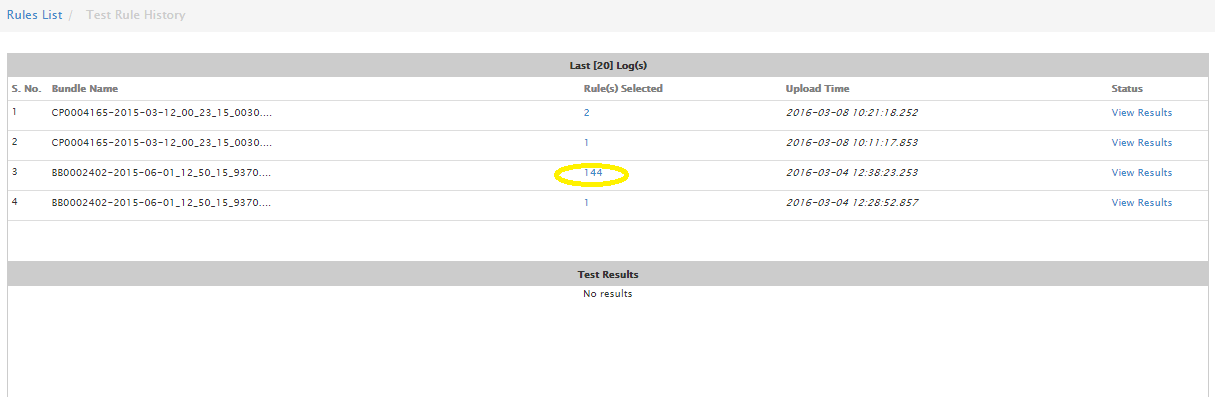 Rules List / Test Rule History
Last [20] Log(s)
S. No. Bundle Name Rule(s) Selected Upload Time Status
1 CP0004165-2015-03-12_00_23_15_0030.... 2 2016-03-08 10:21:18.252 View Results
2 CP0004165-2015-03-12_00_23_15_0030.... 1 2016-03-08 10:11:17.853 View Results
3 BB0002402-2015-06-01_12_50_15_9370.... 144 2016-03-04 12:38:23.253 View Results
4 BB0002402-2015-06-01_12_50_15_9370.... 1 2016-03-04 12:28:52.857 View Results
Test Results
No results